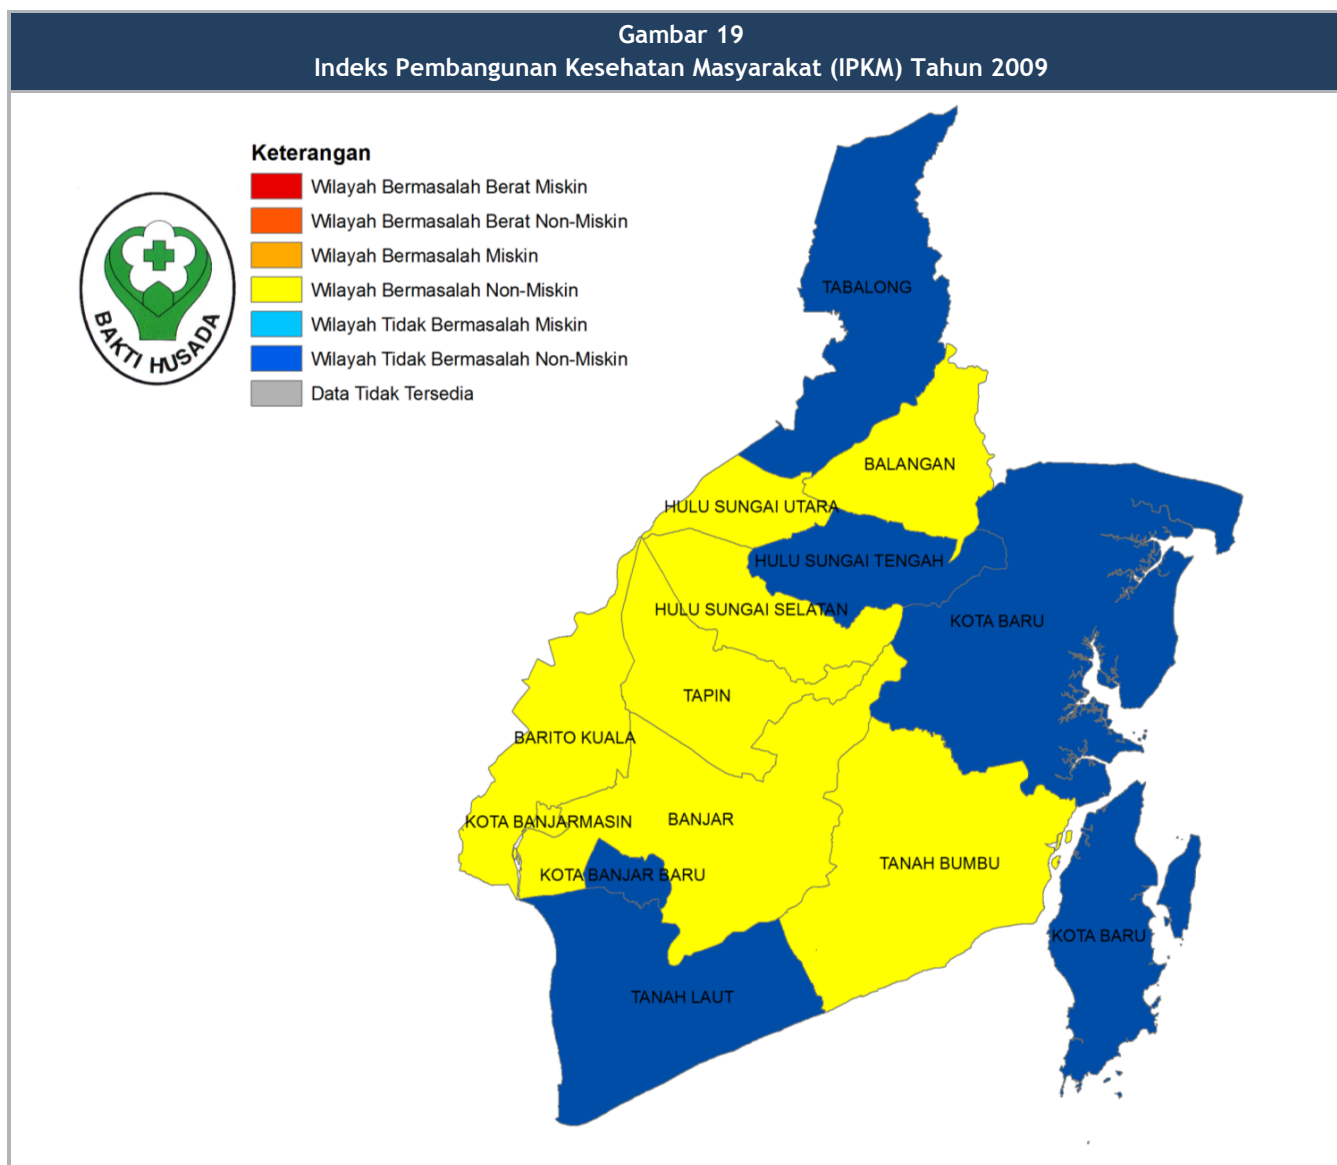 Gambar 19
Indeks Pembangunan Kesehatan Masyarakat (IPKM) Tahun 2009
Keterangan
Wilayah Bermasalah Berat Miskin
Wilayah Bermasalah Berat Non-Miskin
Wilayah Bermasalah Miskin
Wilayah Bermasalah Non-Miskin
Wilayah Tidak Bermasalah Miskin
Wilayah Tidak Bermasalah Non-Miskin
Data Tidak Tersedia
BAKTI HUSADA
TABALONG
BALANGAN
HULU SUNGAI UTARA
HULU SUNGAI TENGAH
HULU SUNGAI SELATAN
KOTA BARU
TAPIN
BARITO KUALA
KOTA BANJARMASIN
BANJAR
TANAH BUMBU
KOTA BANJAR BARU
KOTA BARU
TANAH LAUT